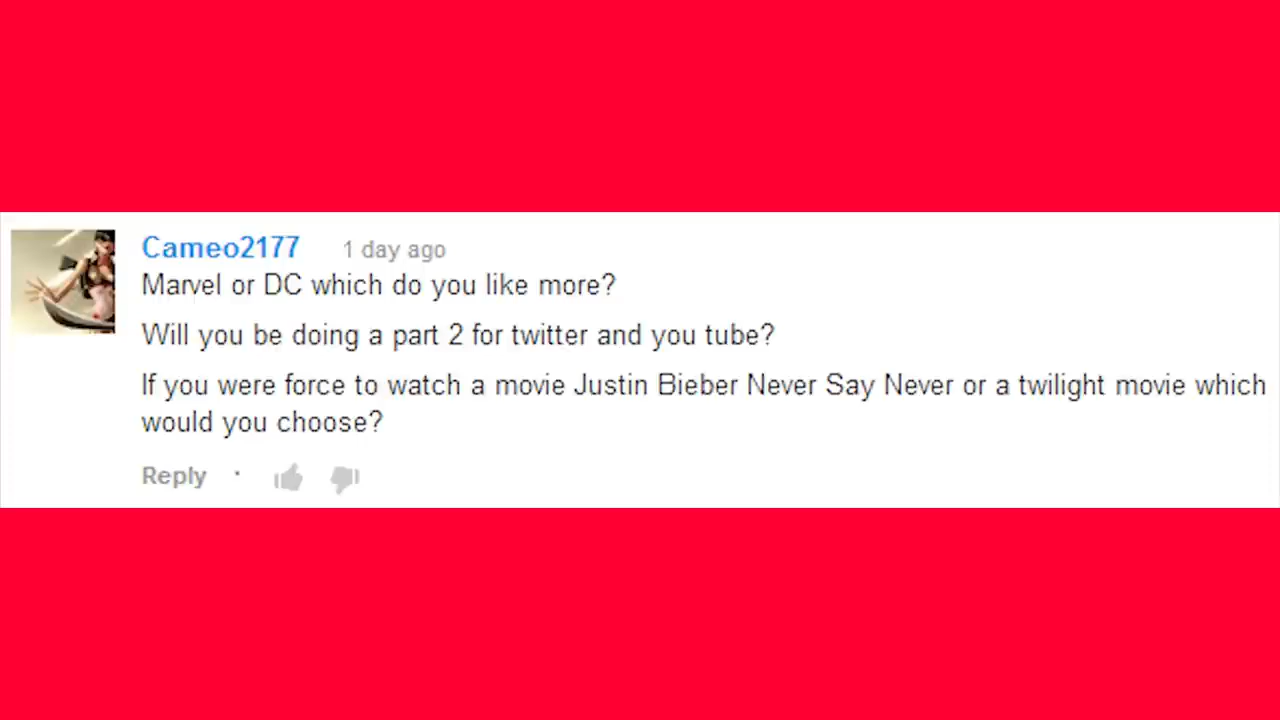 Cameo2177 1 day ago
Marvel or DC which do you like more?
Will you be doing a part 2 for twitter and you tube?
If you were force to watch a movie Justin Bieber Never Say Never or a twilight movie which
would you choose?
Reply ·